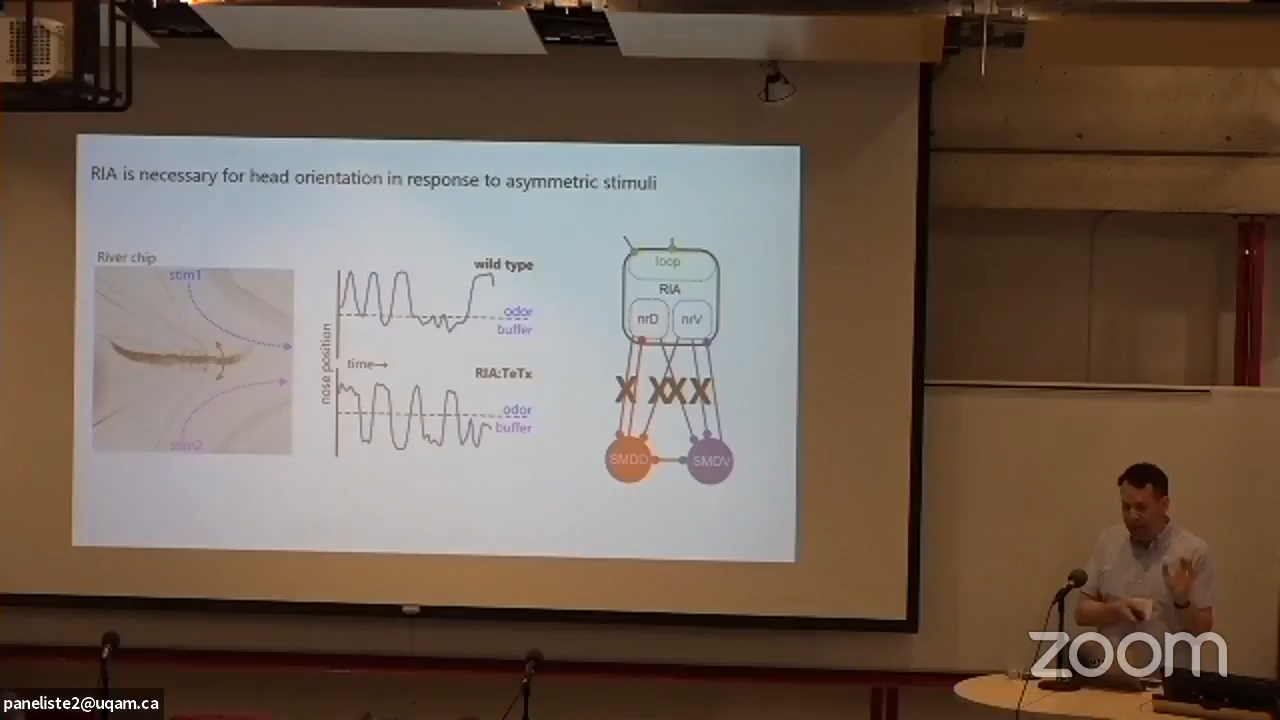 RIA is necessary for head orientation in response to asymmetric stimuli
River chip
stim1
stim2
nose position
time→
wild type
odor
buffer
RIA:TeTx
odor
buffer
loop
RIA
nrD nrV
X XXX
SMDD SMDV
zoom
paneliste2@uqam.ca